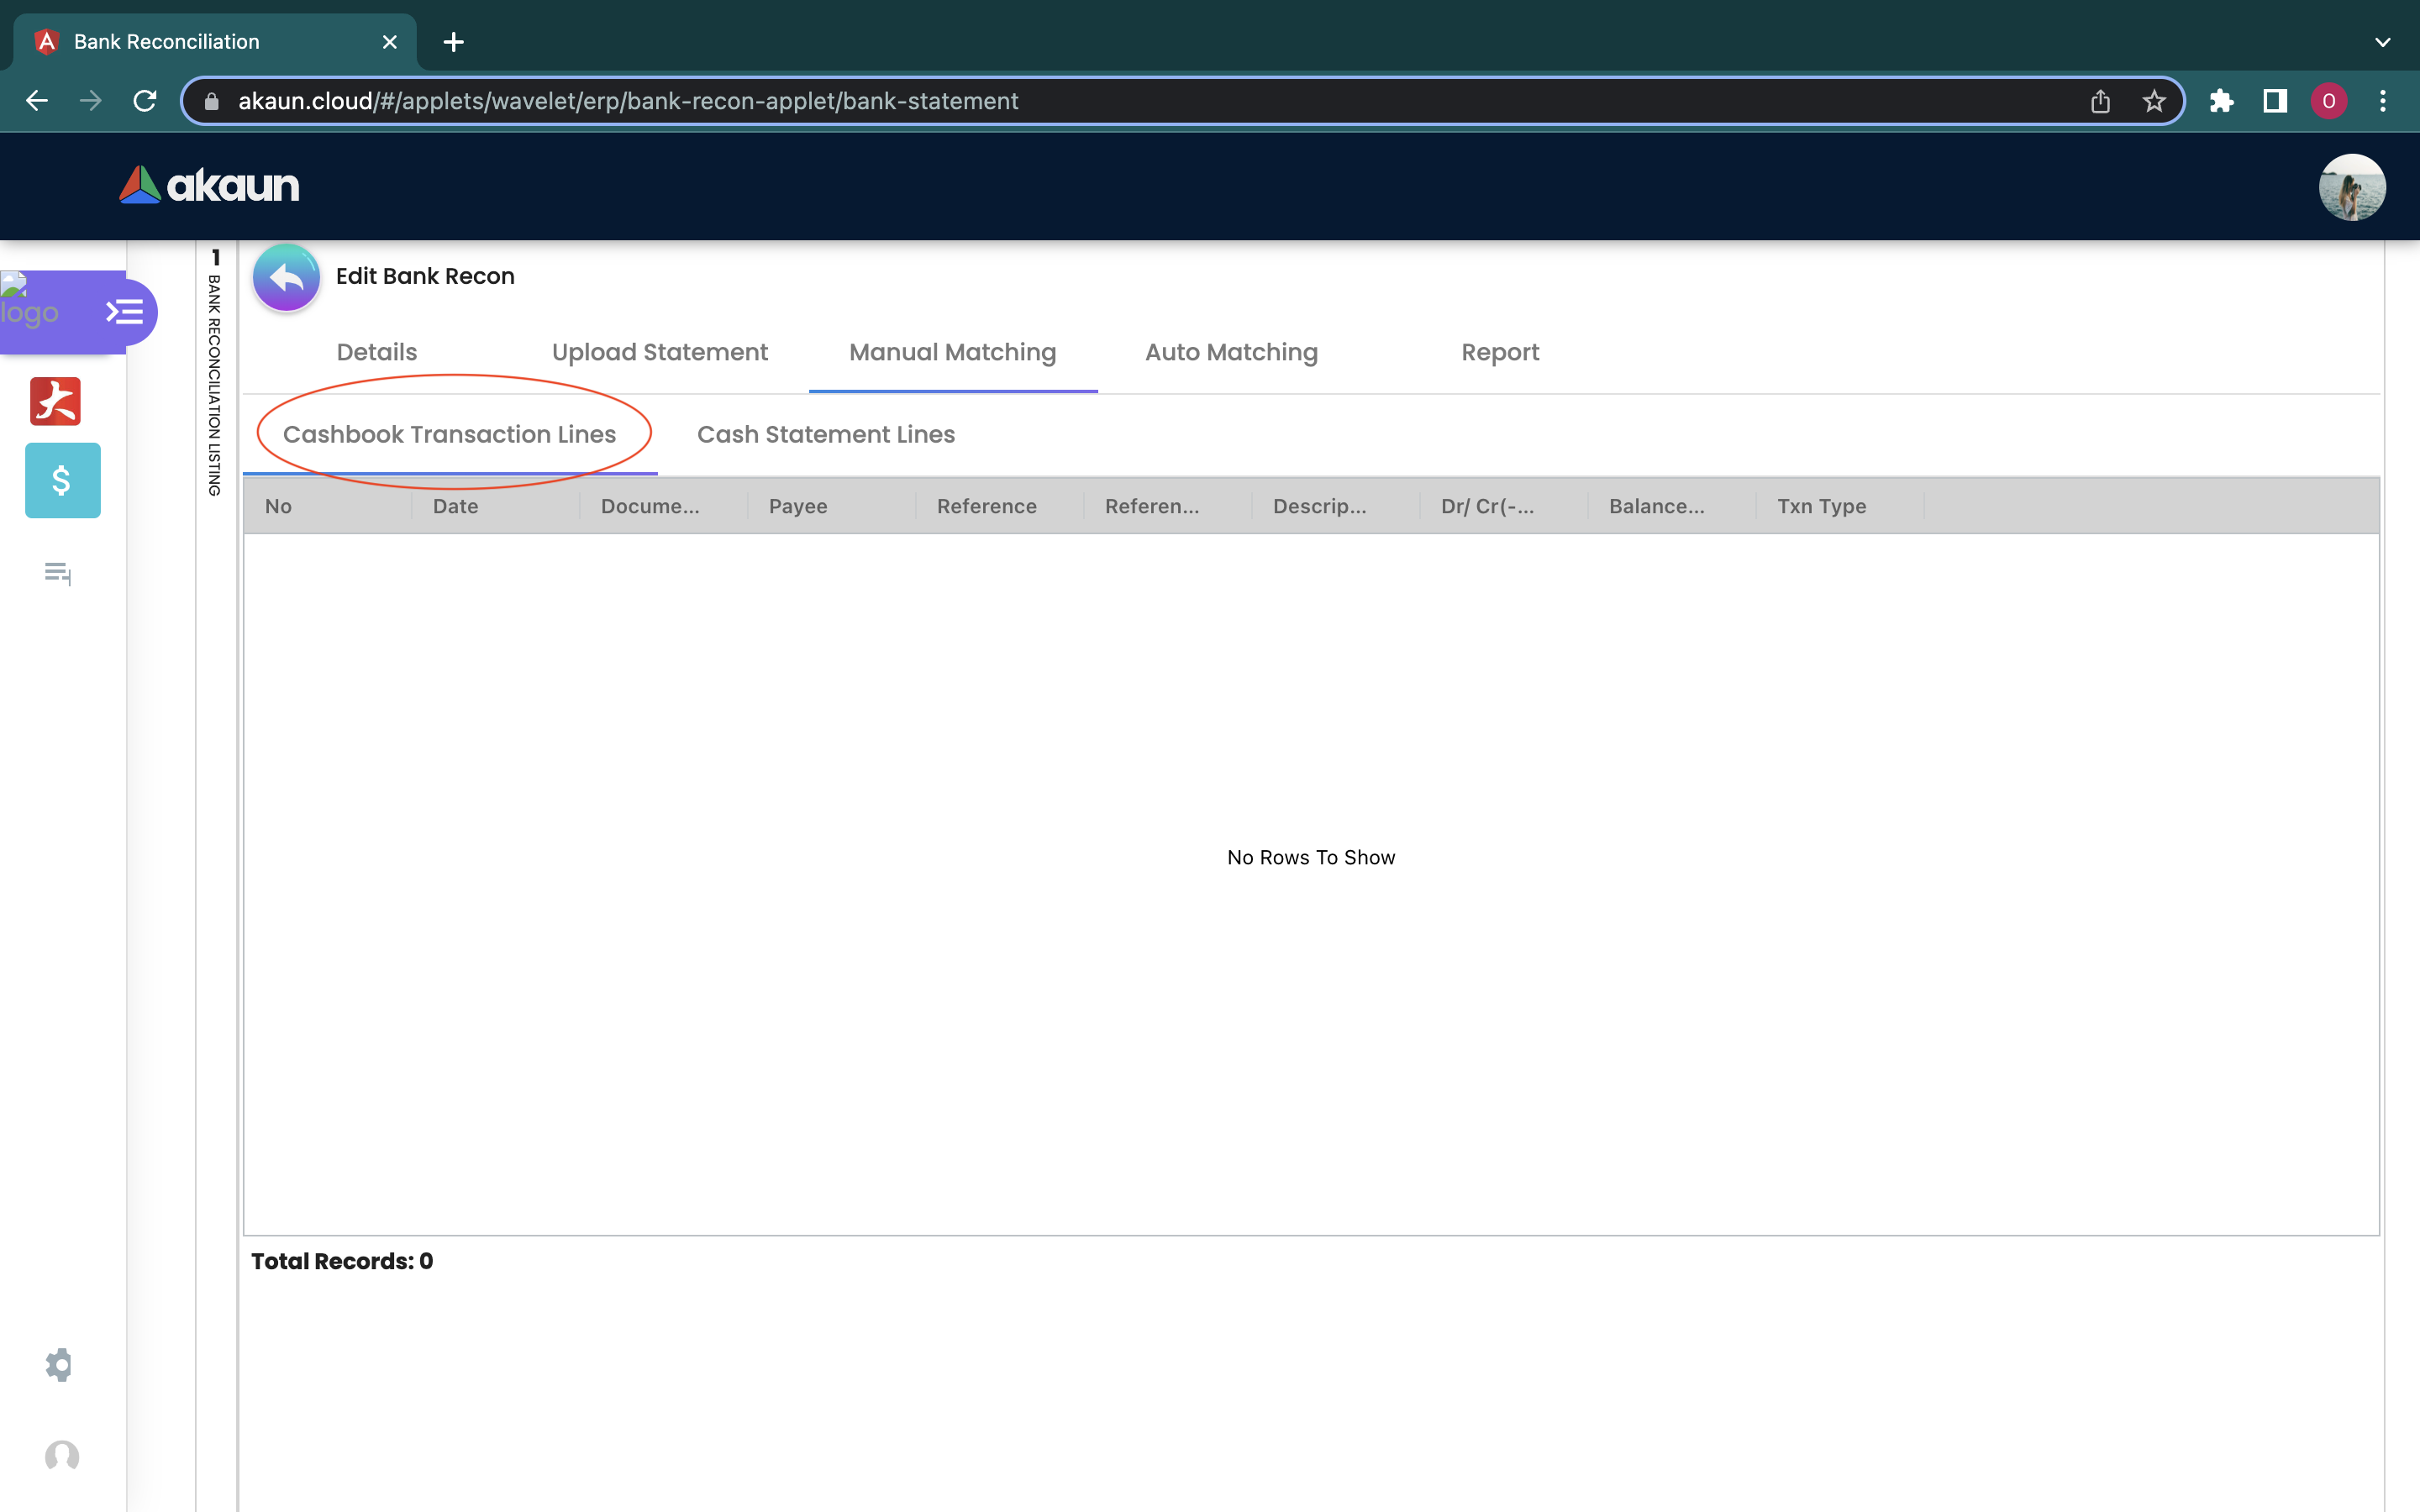 Bank Reconciliation
akaun.cloud/#/applets/wavelet/erp/bank-recon-applet/bank-statement
O
akaun
logo
1
BANK RECONCILIATION LISTING
Edit Bank Recon
Details Upload Statement Manual Matching Auto Matching Report
Cashbook Transaction Lines Cash Statement Lines
No Date Docume... Payee Reference Referen... Descrip... Dr/ Cr(-... Balance... Txn Type
No Rows To Show
Total Records: 0